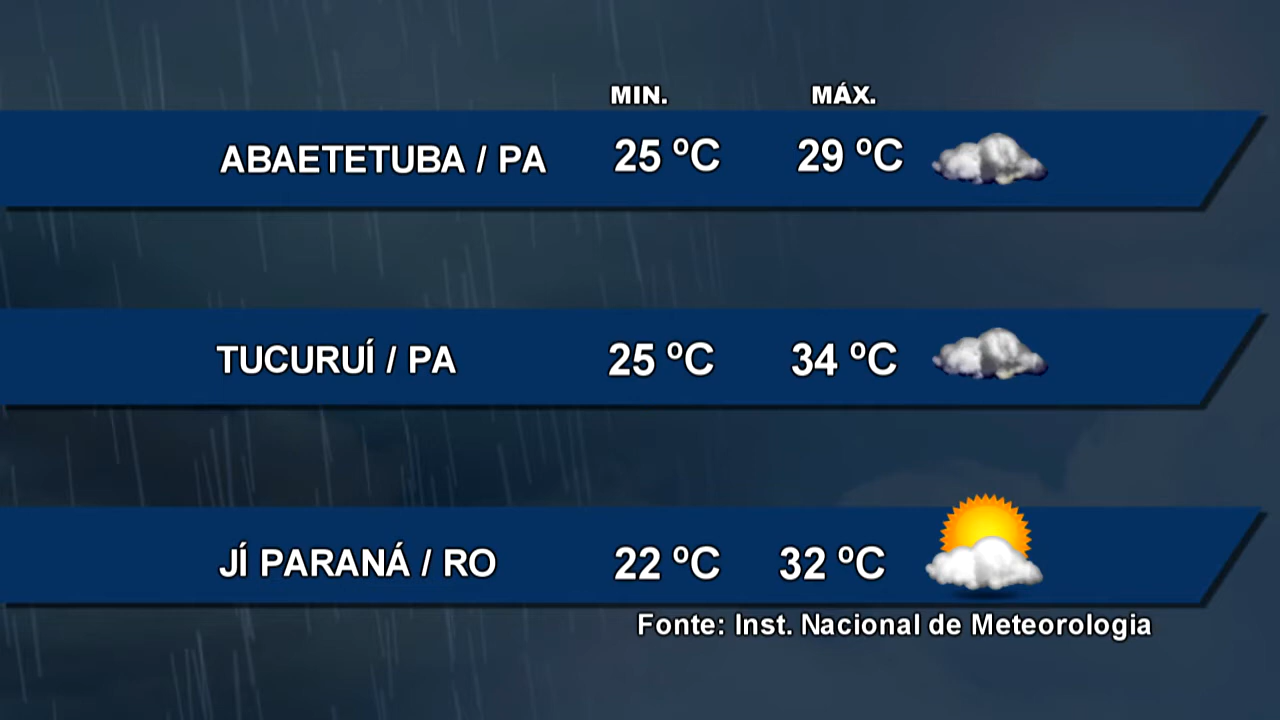 MIN. MÁX.
ABAETETUBA / PA 25 ºC 29 ºC
TUCURUÍ / PA 25 ºC 34 ºC
JÍ PARANÁ / RO 22 ºC 32 ºC
Fonte: Inst. Nacional de Meteorologia